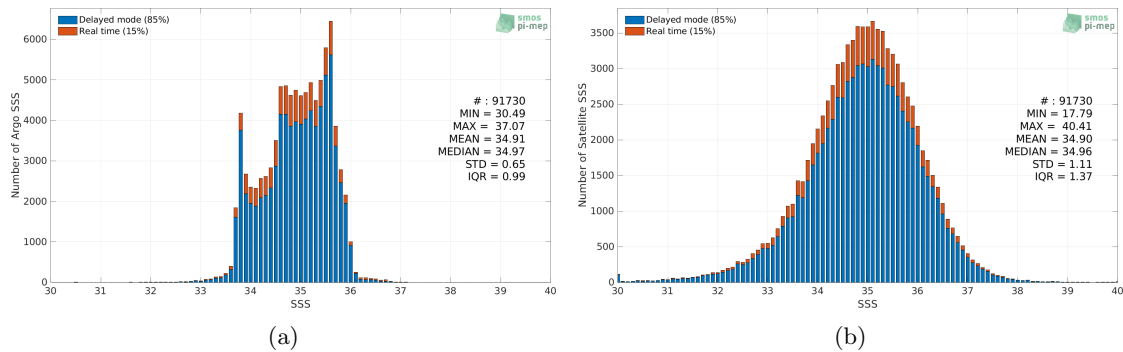 Delayed mode (85%)
Real time (15%)
smos
pi-mep
6000
5000
4000
3000
2000
1000
0
Number of Argo SSS
# : 91730
MIN = 30.49
MAX = 37.07
MEAN = 34.91
MEDIAN = 34.97
STD = 0.65
IQR = 0.99
30 31 32 33 34 35 36 37 38 39 40
SSS
(a)
Delayed mode (85%)
Real time (15%)
smos
pi-mep
3500
3000
2500
2000
1500
1000
500
0
Number of Satellite SSS
# : 91730
MIN = 17.79
MAX = 40.41
MEAN = 34.90
MEDIAN = 34.96
STD = 1.11
IQR = 1.37
30 31 32 33 34 35 36 37 38 39 40
SSS
(b)